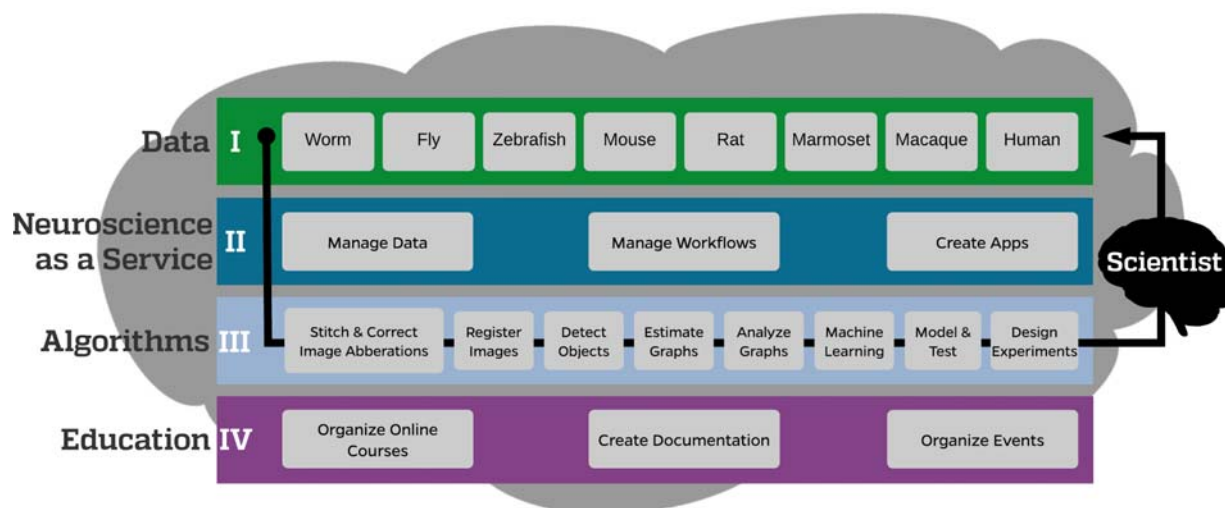 Data I
Worm
Fly
Zebrafish
Mouse
Rat
Marmoset
Macaque
Human
Neuroscience
as a Service
II
Manage Data
Manage Workflows
Create Apps
Scientist
Algorithms III
Stitch & Correct
Image Abberations
Register
Images
Detect
Objects
Estimate
Graphs
Analyze
Graphs
Machine
Learning
Model &
Test
Design
Experiments
Education IV
Organize Online
Courses
Create Documentation
Organize Events